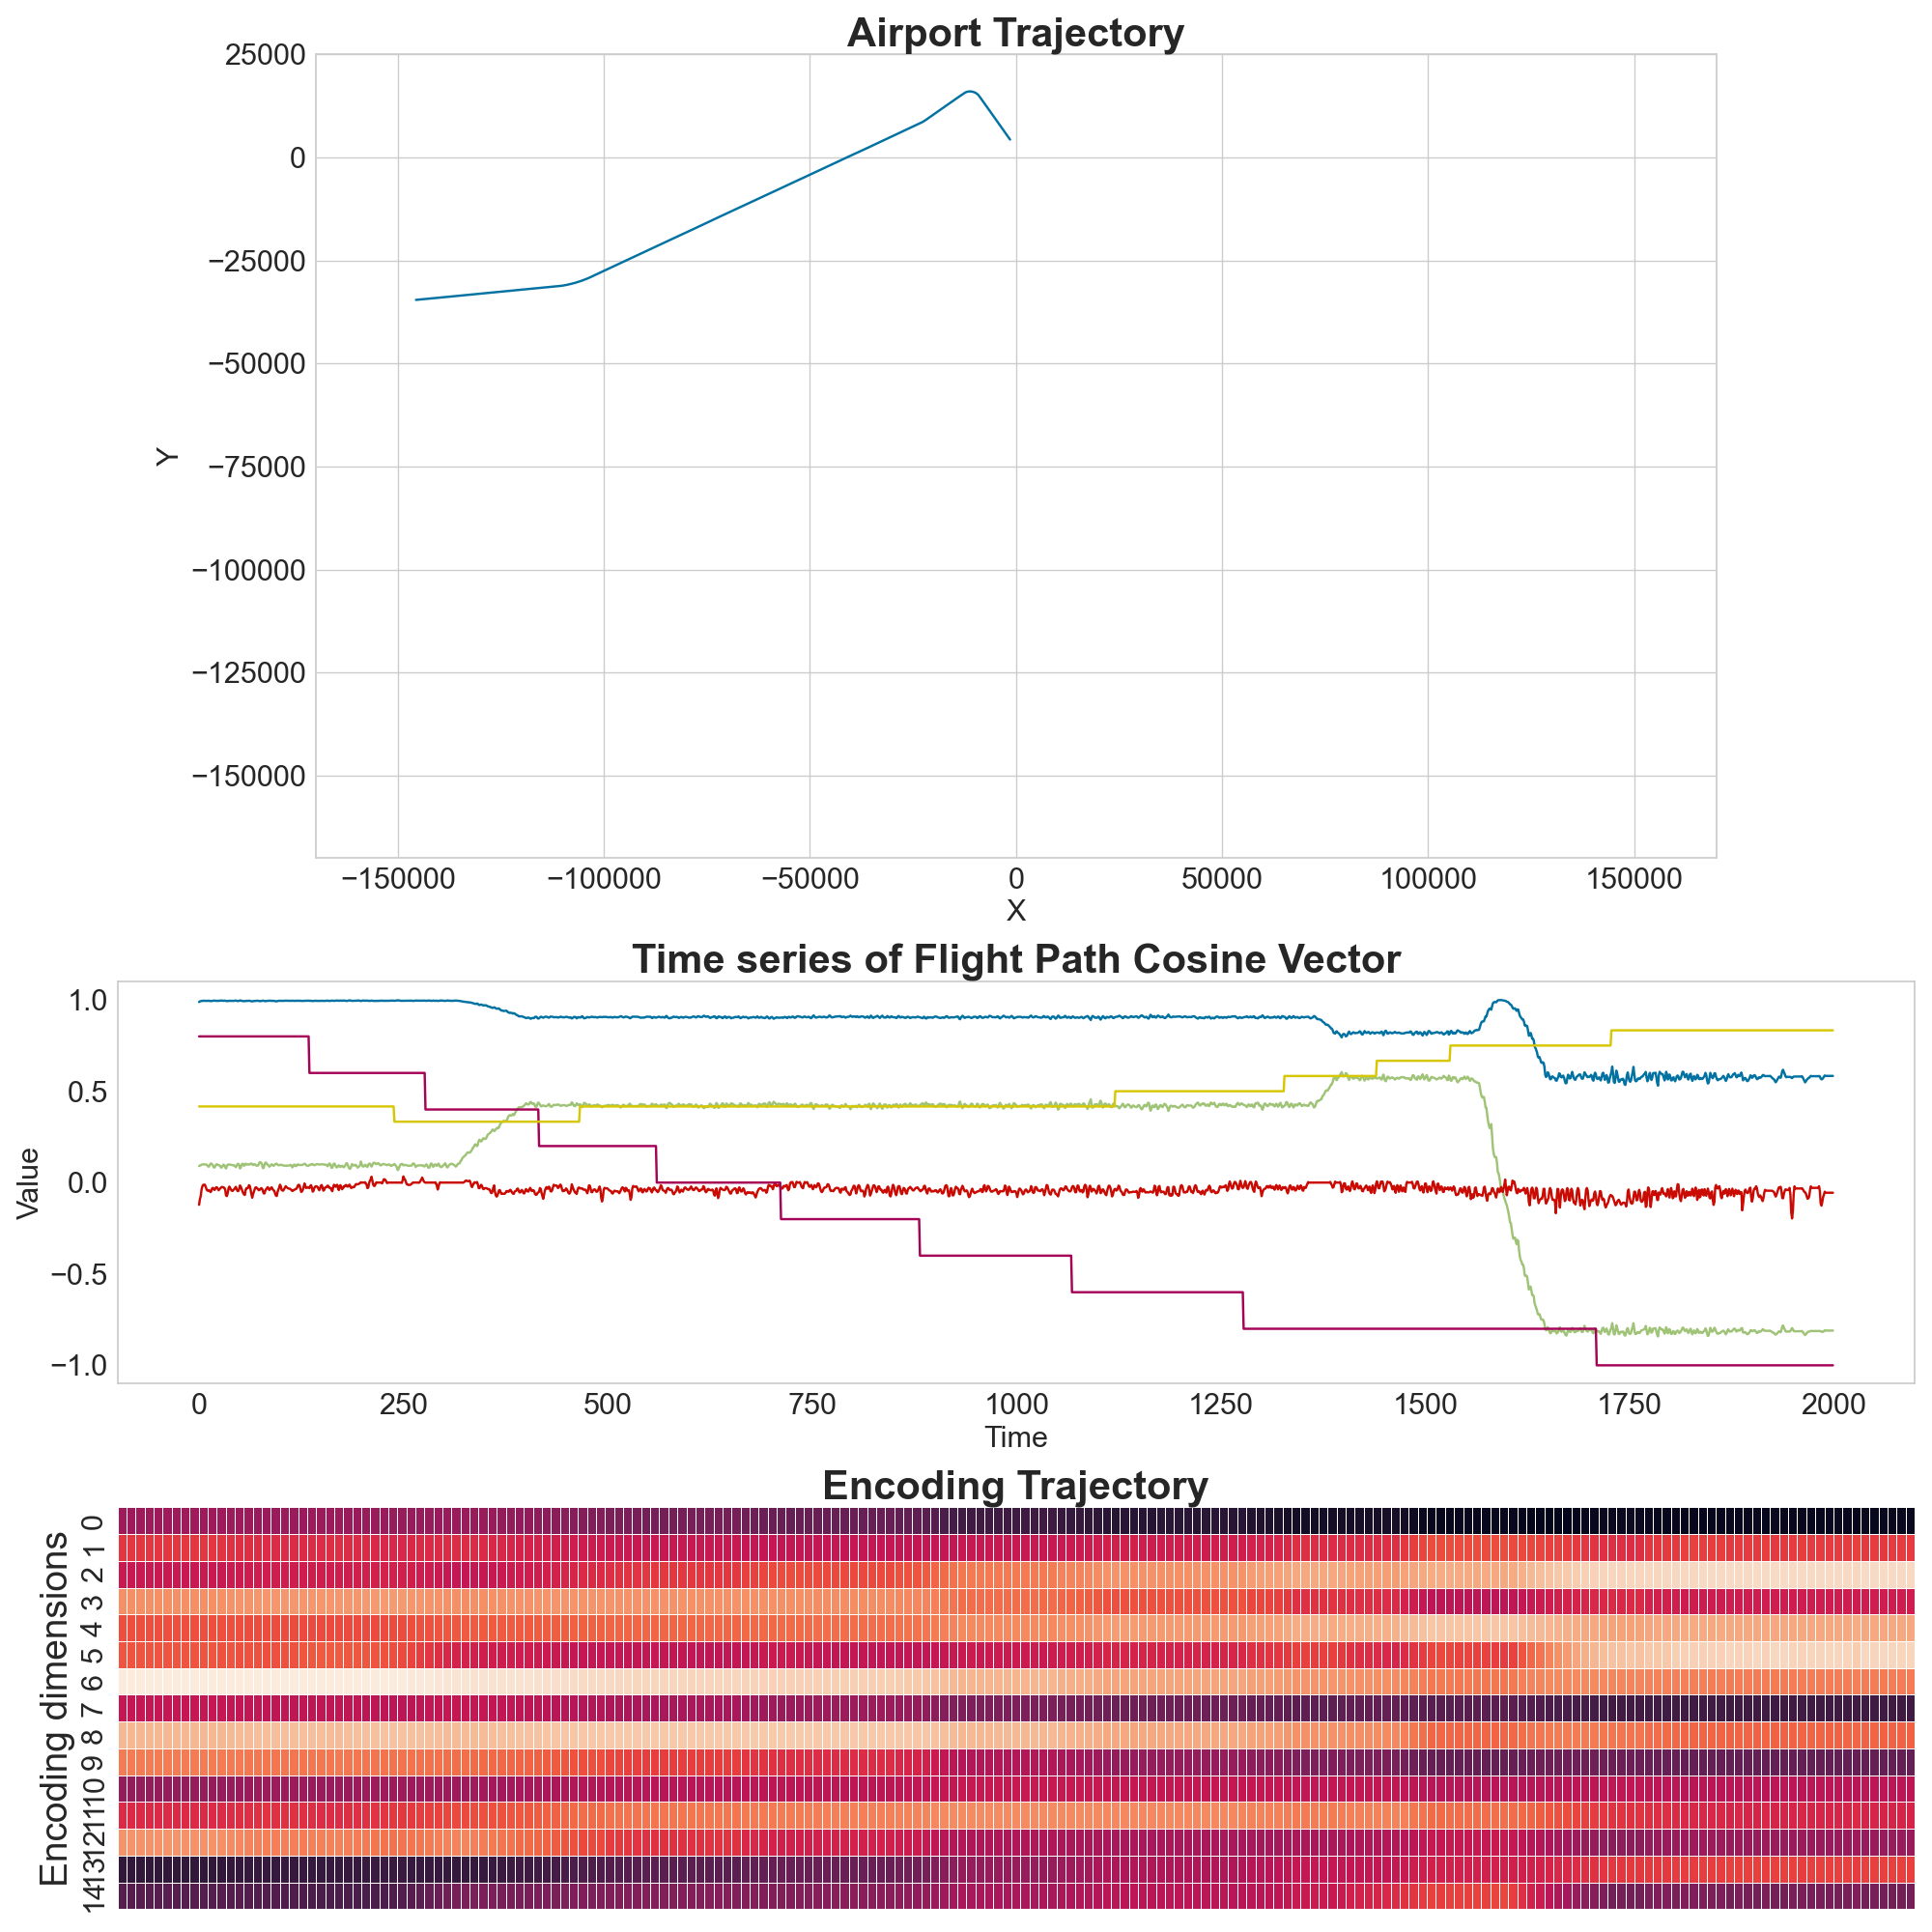 Airport Trajectory
25000
0
−25000
−50000
−75000
−100000
−125000
−150000
Y
−150000 −100000 −50000 0 50000 100000 150000
X
Time series of Flight Path Cosine Vector
1.0
0.5
0.0
−0.5
−1.0
Value
0 250 500 750 1000 1250 1500 1750 2000
Time
Encoding Trajectory
Encoding dimensions
0
1
2
3
4
5
6
7
8
9
10
11
12
13
14